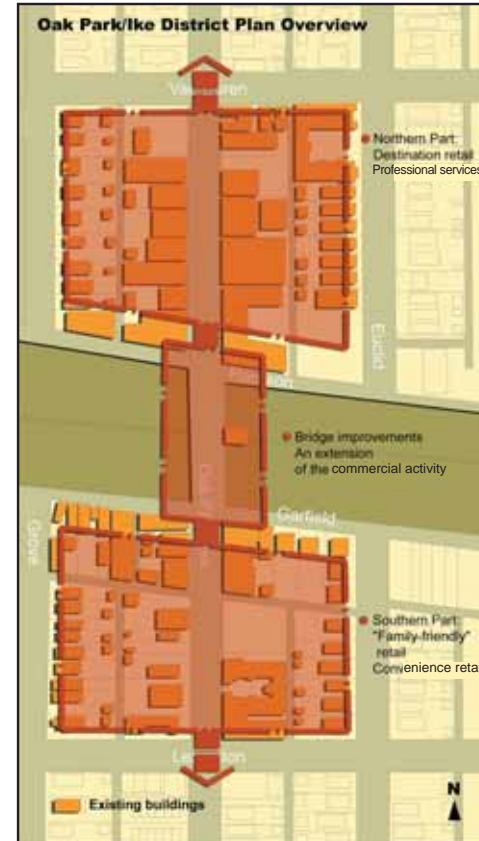 Oak Park/Ike District Plan Overview
Northern Part:
Destination retail
Professional services
Euclid
Bridge improvements
An extension
of the commercial activity
Garfield
Grove
Southern Part:
"Family-friendly"
retail
Convenience reta
N
Existing buildings